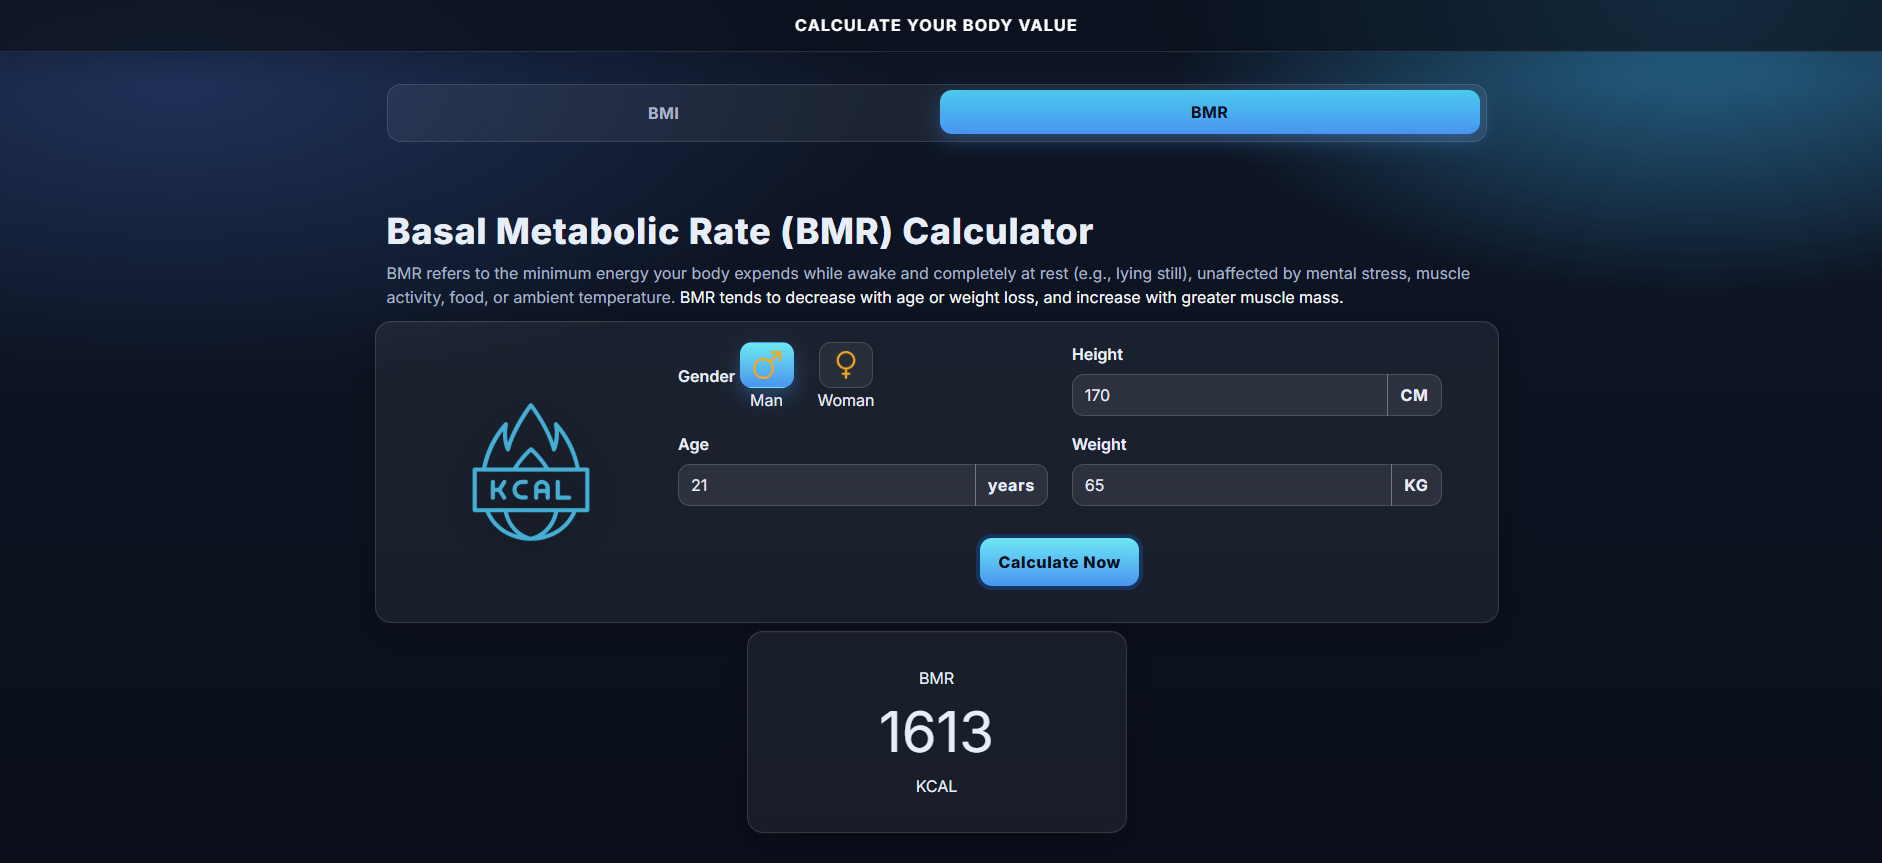 CALCULATE YOUR BODY VALUE
BMI
BMR
Basal Metabolic Rate (BMR) Calculator
BMR refers to the minimum energy your body expends while awake and completely at rest (e.g., lying still), unaffected by mental stress, muscle
activity, food, or ambient temperature. BMR tends to decrease with age or weight loss, and increase with greater muscle mass.
KCAL
Gender
Man
Woman
Height
170 CM
Age
21 years
Weight
65 KG
Calculate Now
BMR
1613
KCAL